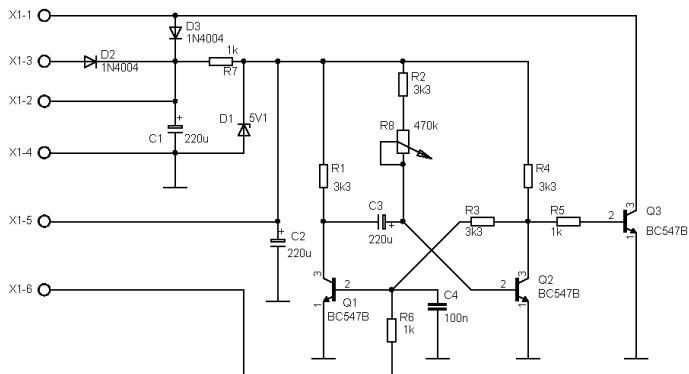 X1-1
D3
1N4004
X1-3
D2
1N4004
1k
R7
R2
3k3
X1-2
D1
5V1
R8
470k
+
C1
220u
X1-4
R1
3k3
R4
3k3
C3
+
220u
R3
3k3
R5
1k
3
2
1
Q3
BC547B
X1-5
+
C2
220u
X1-6
3
2
1
Q1
BC547B
C4
100n
R6
1k
3
2
1
Q2
BC547B